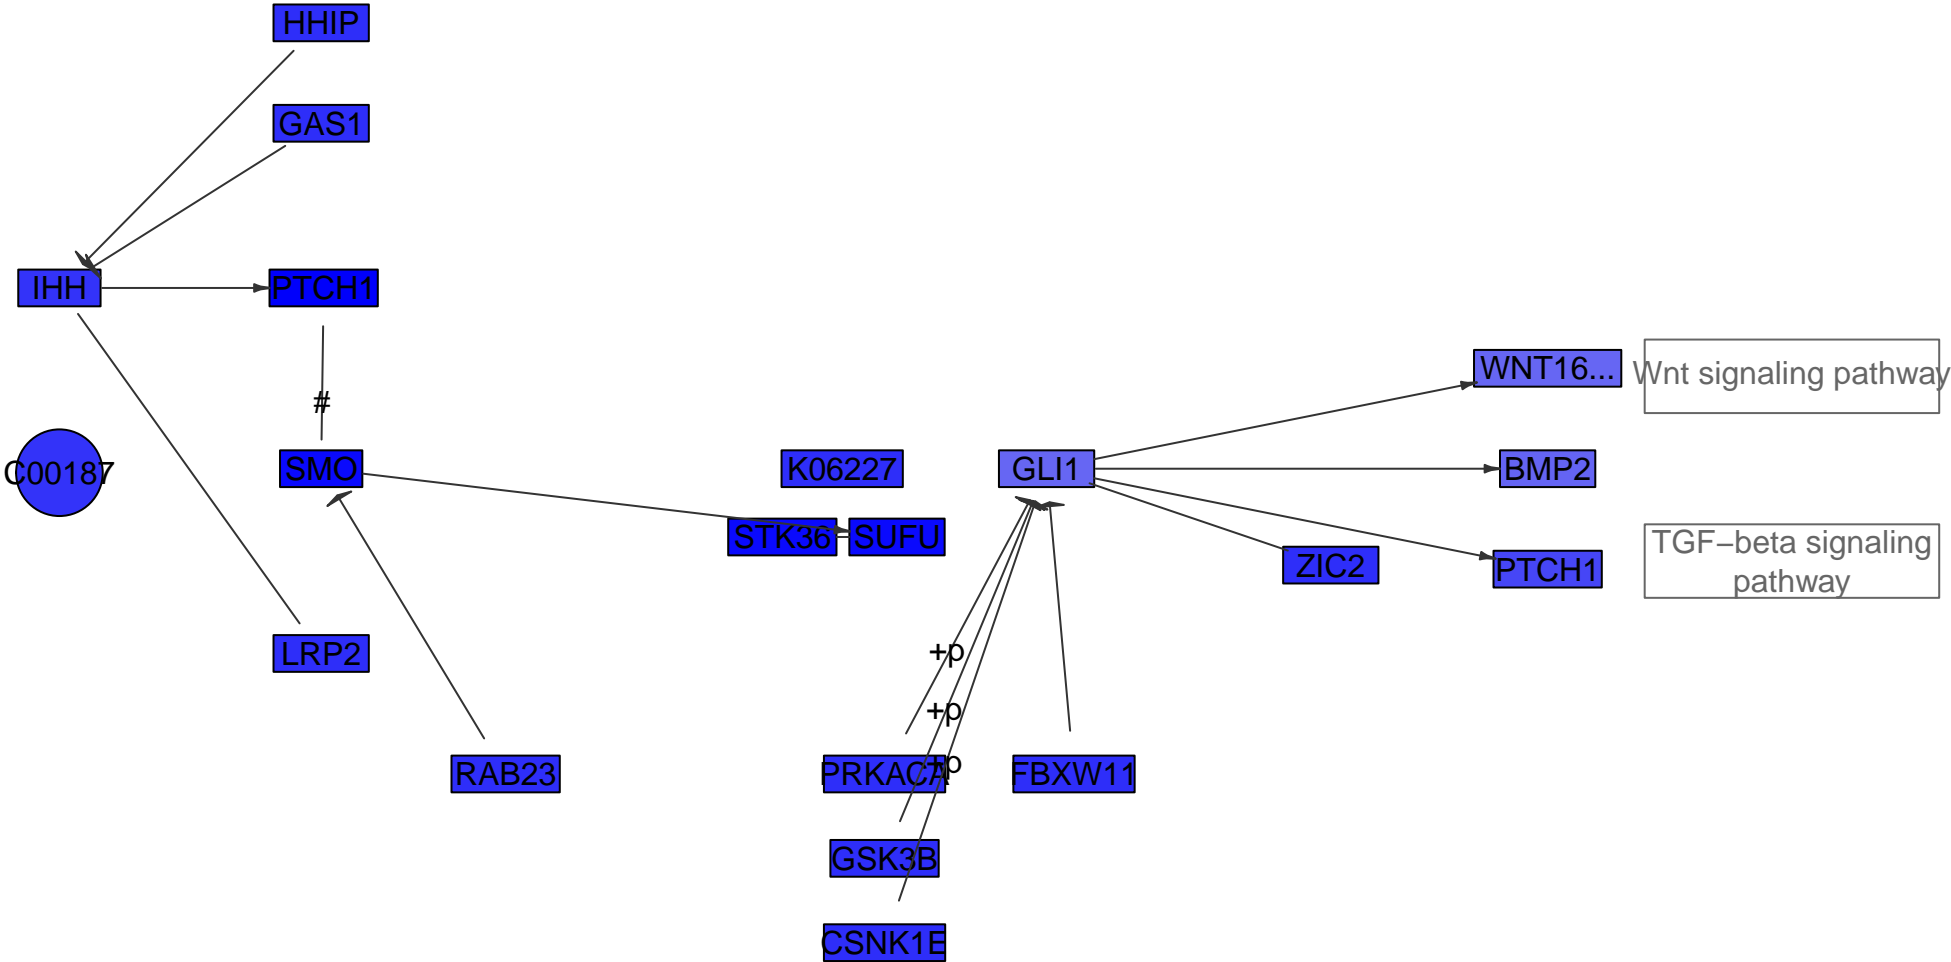 HHIP
GAS1
IHH
PTCH1
WNT16...
Wnt signaling pathway
#
C00187
SMO
K06227
GLI1
BMP2
STK36
SUFU
ZIC2
PTCH1
TGF−beta signaling
pathway
LRP2
+p
+p
+p
RAB23
PRKACA
FBXW11
GSK3B
CSNK1E